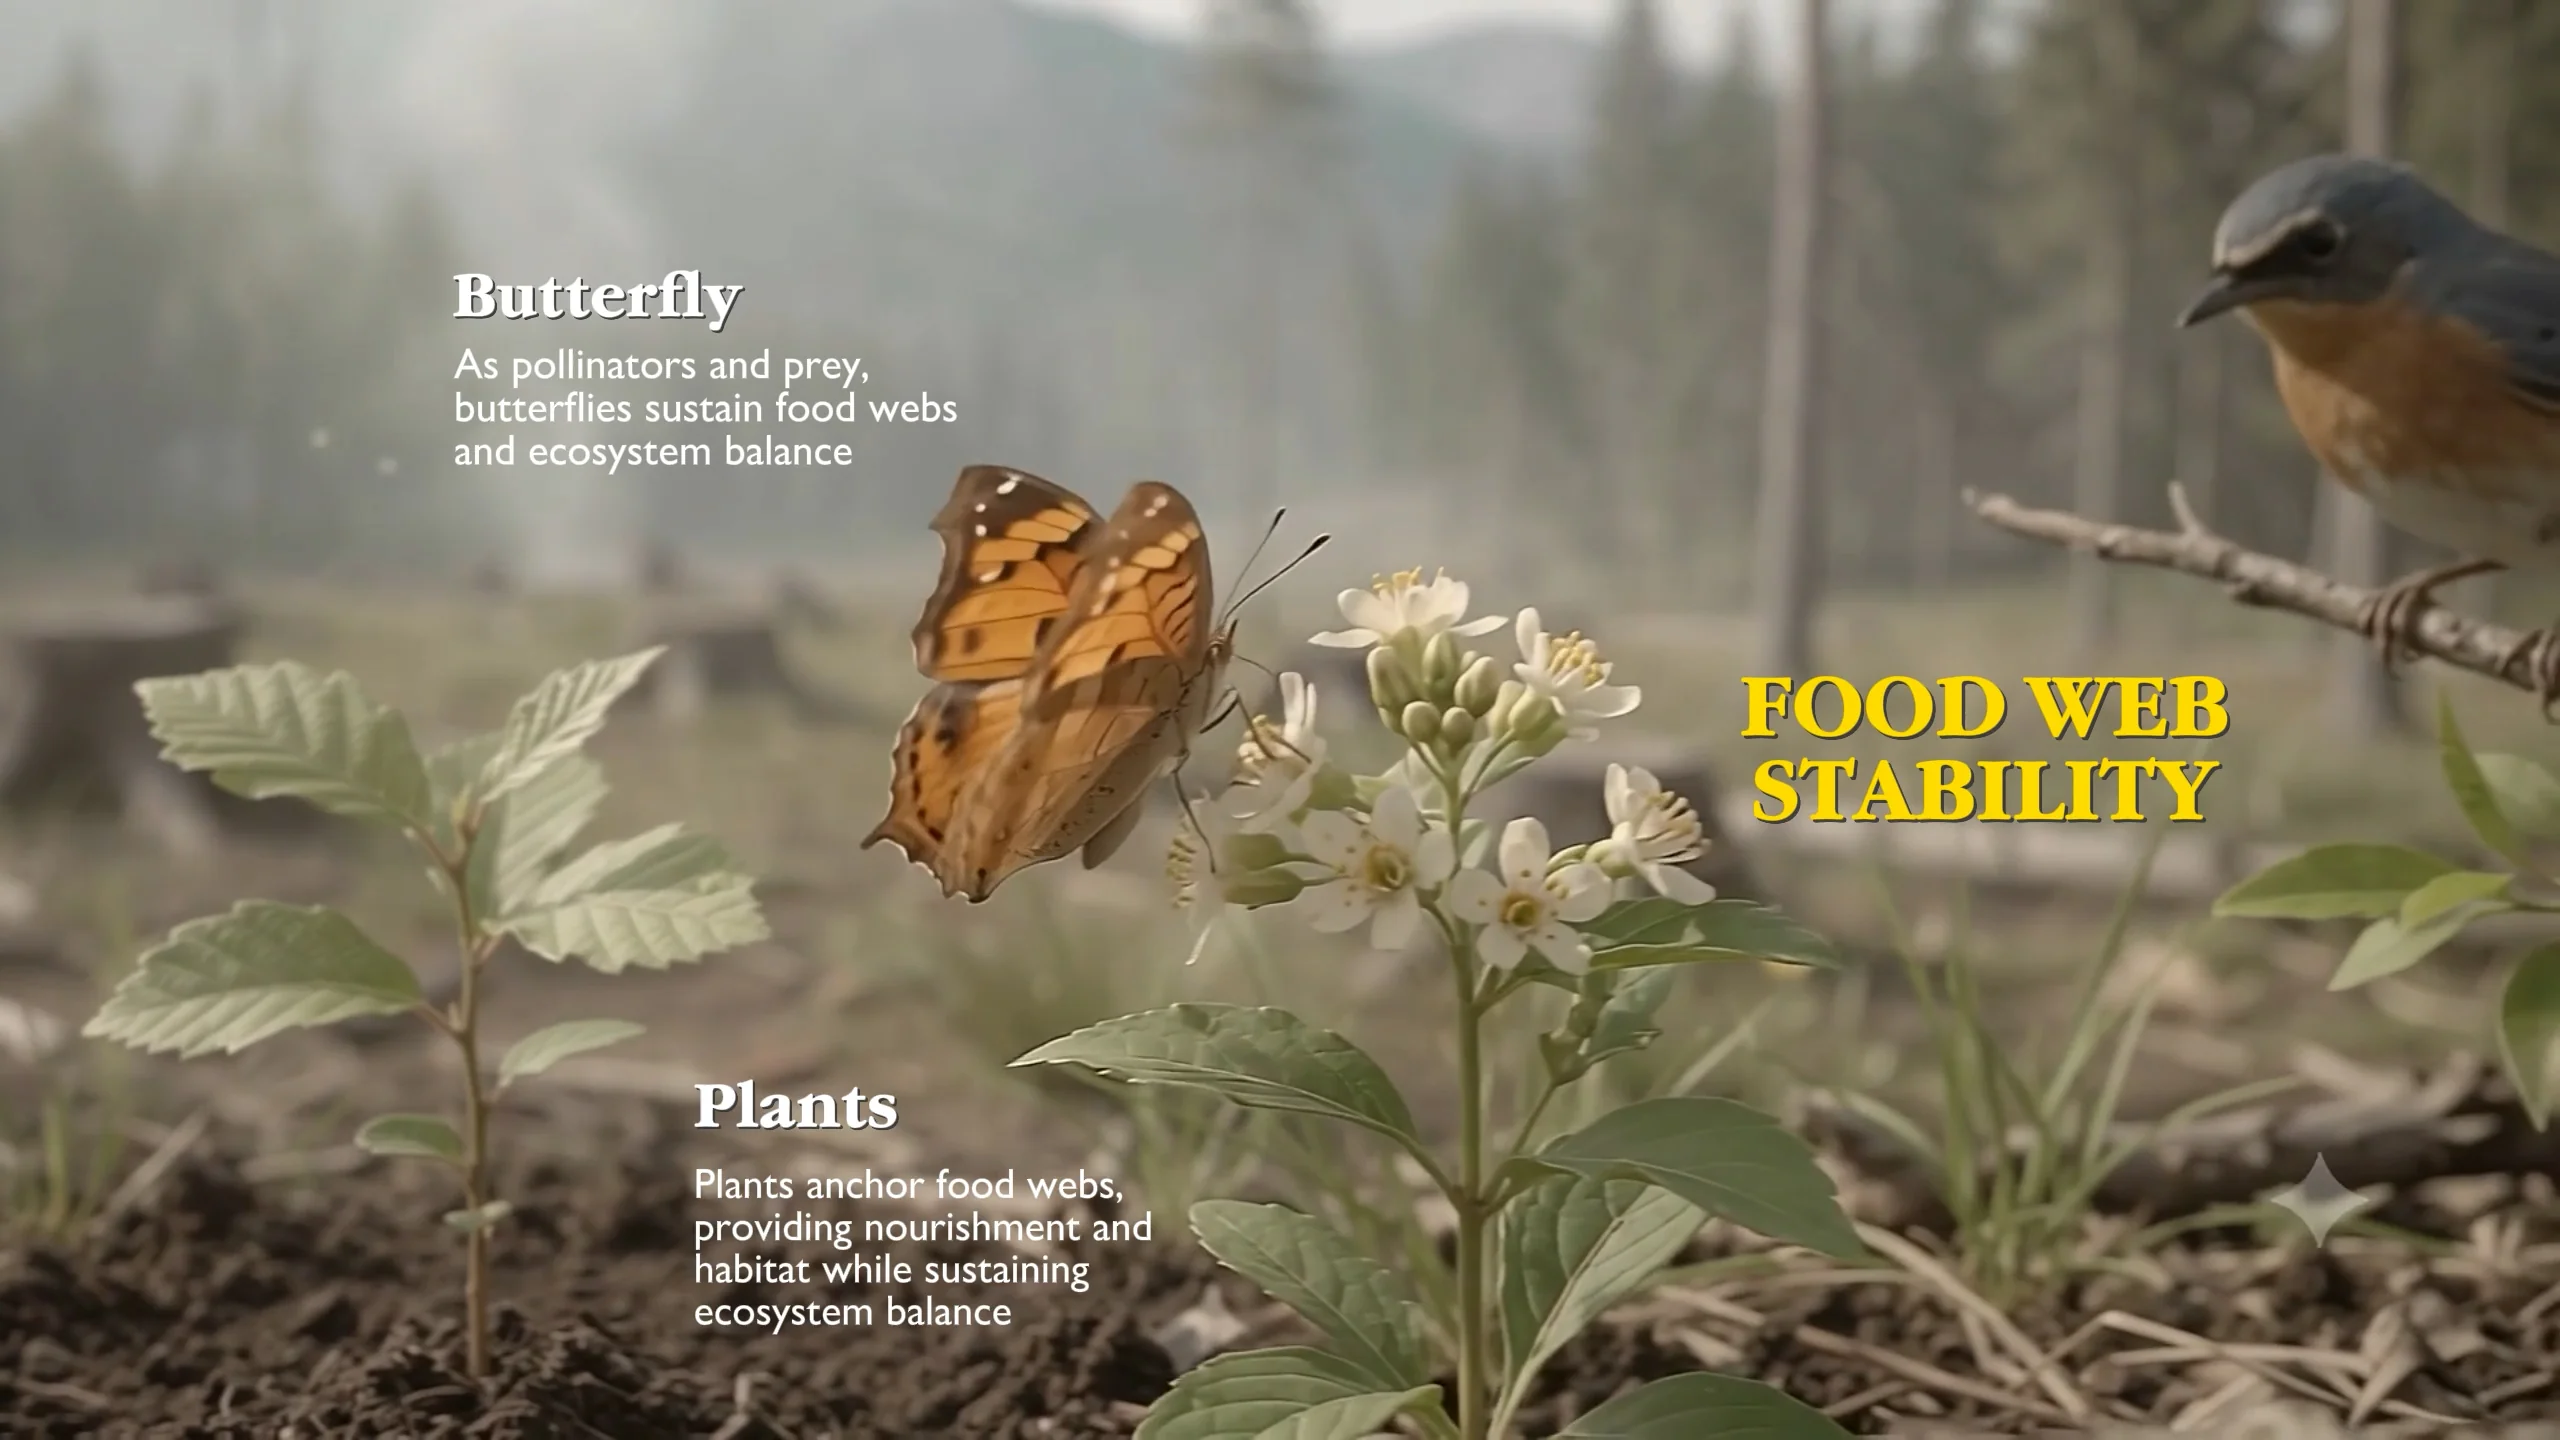 Butterfly
As pollinators and prey,
butterflies sustain food webs
and ecosystem balance
FOOD WEB
STABILITY
Plants
Plants anchor food webs,
providing nourishment and
habitat while sustaining
ecosystem balance